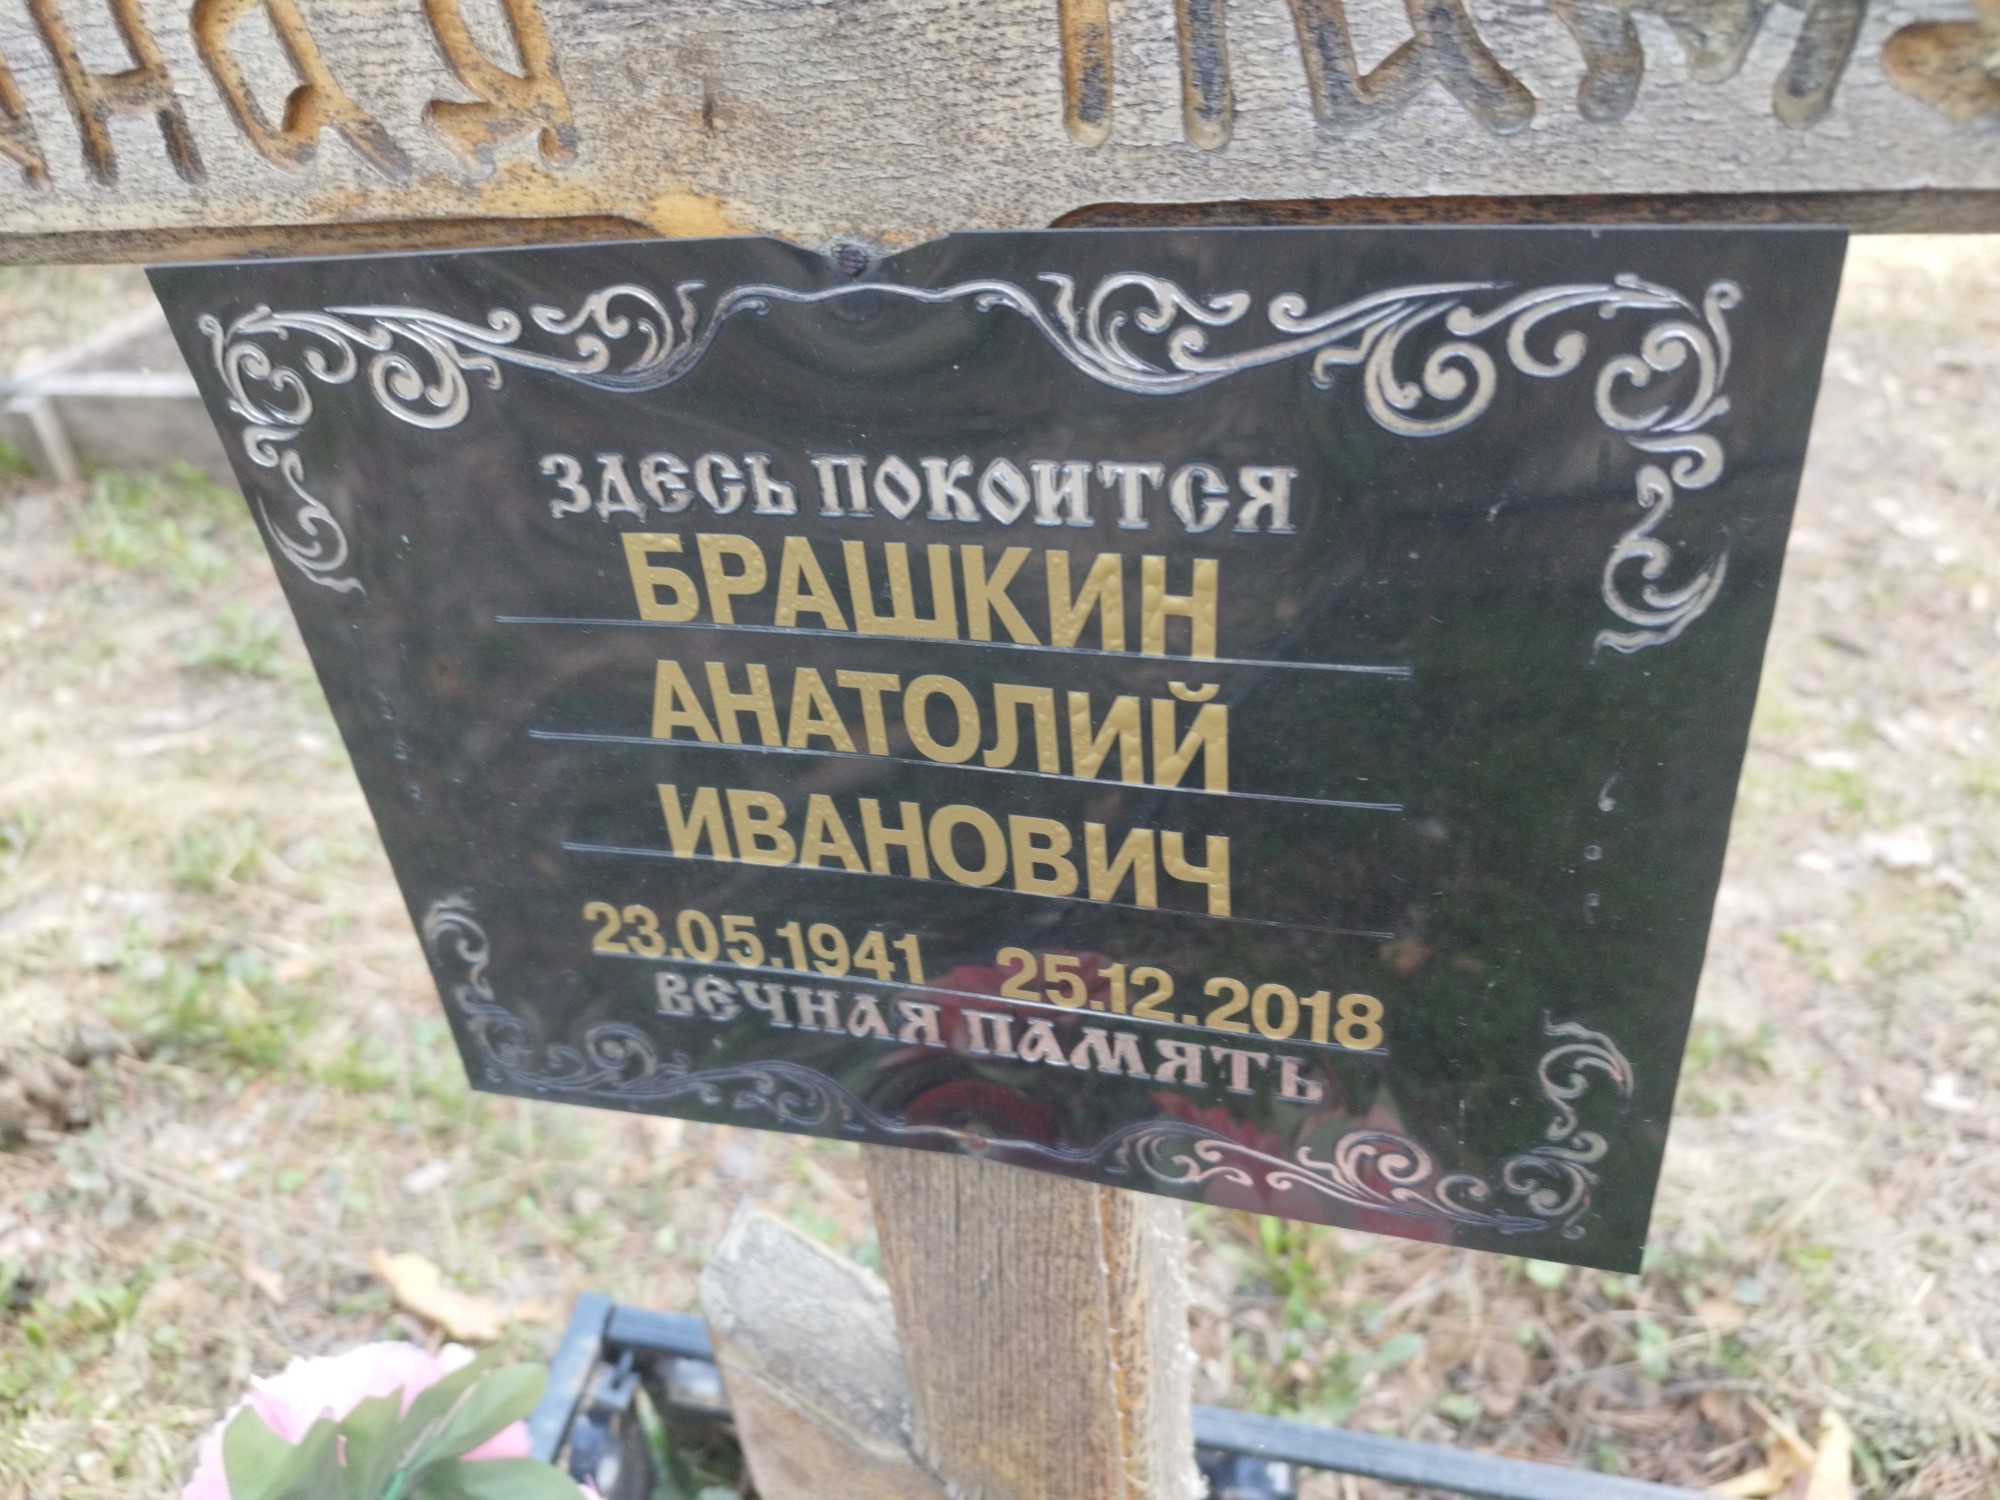 ЗДЕСЬ ПОКОИТСЯ
БРАШКИН
АНАТОЛИЙ
ИВАНОВИЧ
23.05.1941 25.12.2018
ВЕЧНАЯ ПАМЯТЬ